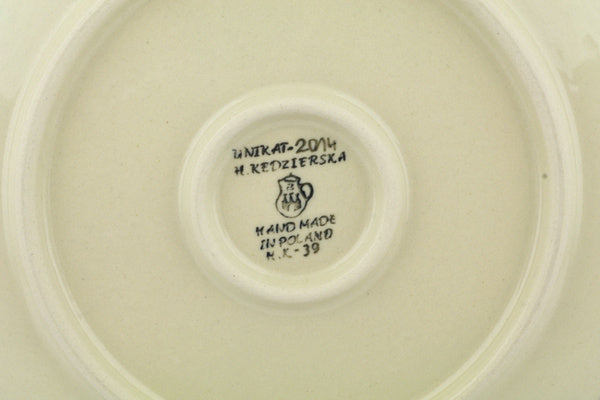 UNIKAT-2014
H.KEDZIERSKA
HAND MADE
IN POLAND
H.K-39